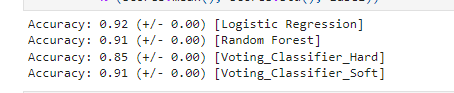 Accuracy: 0.92 (+/- 0.00) [Logistic Regression]
Accuracy: 0.91 (+/- 0.00) [Random Forest]
Accuracy: 0.85 (+/- 0.00) [Voting_Classifier_Hard]
Accuracy: 0.91 (+/- 0.00) [Voting_Classifier_Soft]